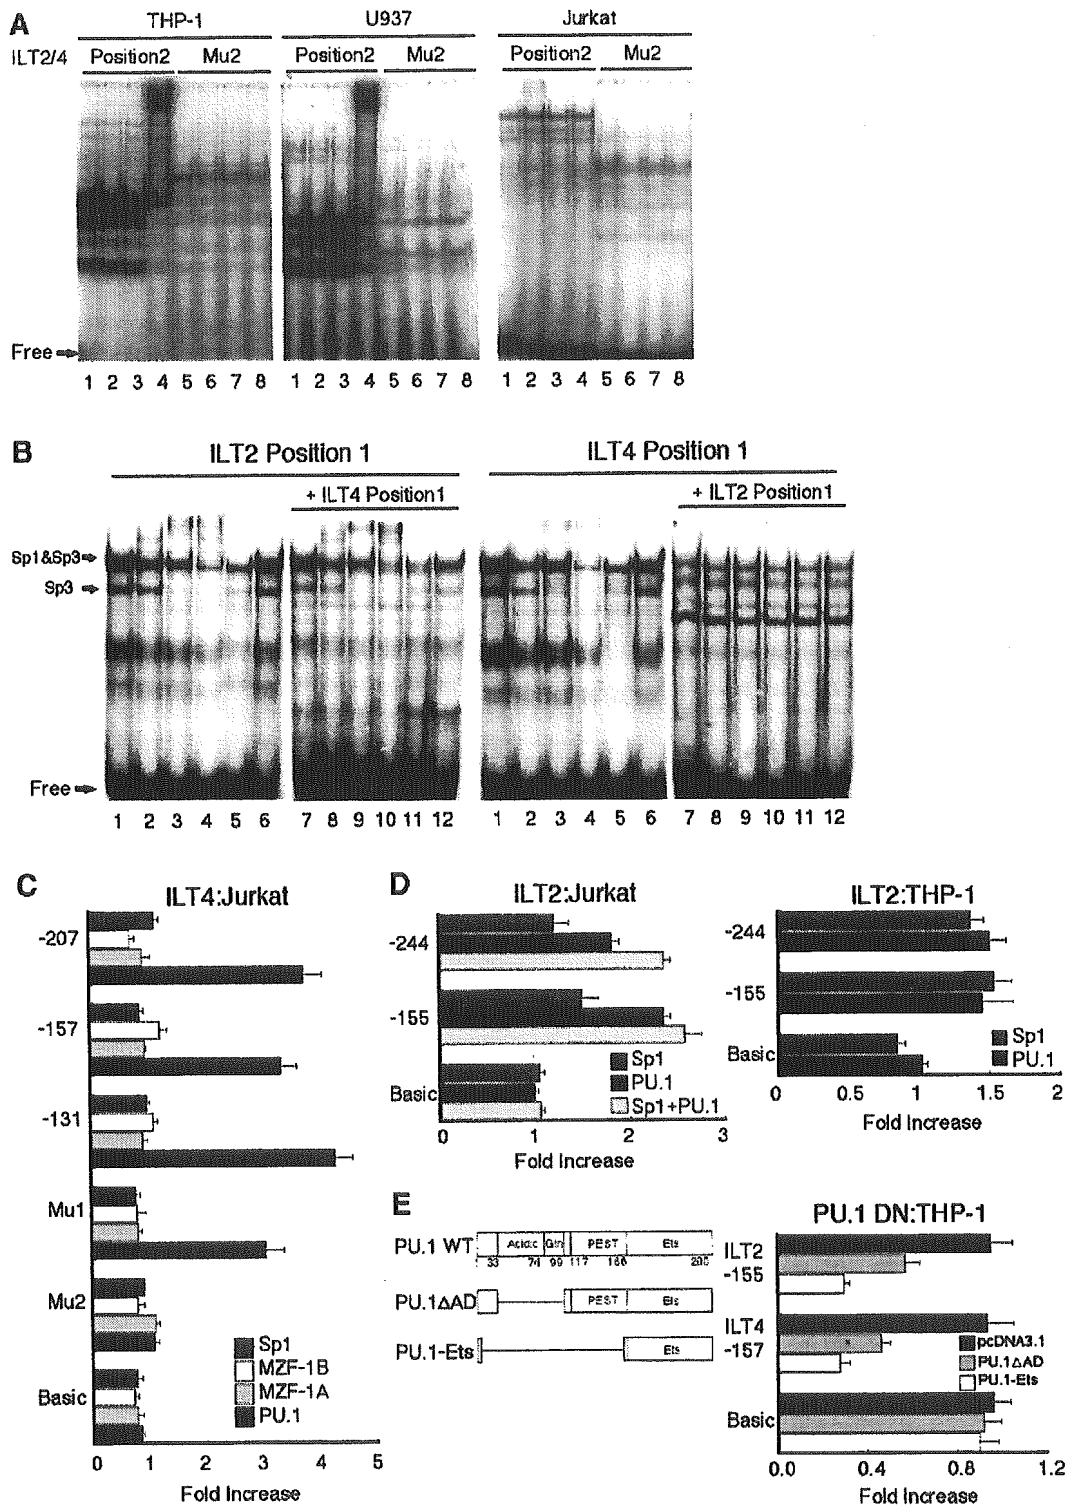 A
THP-1 U937 Jurkat
ILT2/4 Position2 Mu2 Position2 Mu2 Position2 Mu2
Free
1 2 3 4 5 6 7 8 1 2 3 4 5 6 7 8 1 2 3 4 5 6 7 8
B
ILT2 Position 1 ILT4 Position 1
+ ILT4 Position1 + ILT2 Position1
Sp1&Sp3
Sp3
Free
1 2 3 4 5 6 7 8 9 10 11 12 1 2 3 4 5 6 7 8 9 10 11 12
C
ILT4:Jurkat
-207
-157
-131
Mu1
Mu2
Basic
Sp1
MZF-1B
MZF-1A
PU.1
0 1 2 3 4 5
Fold Increase
D
ILT2:Jurkat
-244
-155
Basic
Sp1
PU.1
Sp1+PU.1
0 1 2 3
Fold Increase
ILT2:THP-1
-244
-155
Basic
Sp1
PU.1
0 0.5 1 1.5 2
Fold Increase
E
PU.1 WT Acidic Gln PEST Ets
33 74 99 117 166
PU.1ΔAD PEST Ets
PU.1-Ets Ets
PU.1 DN:THP-1
ILT2
-155
ILT4
-157
Basic
pcDNA3.1
PU.1ΔAD
PU.1-Ets
0.0 0.4 0.8 1.2
Fold Increase